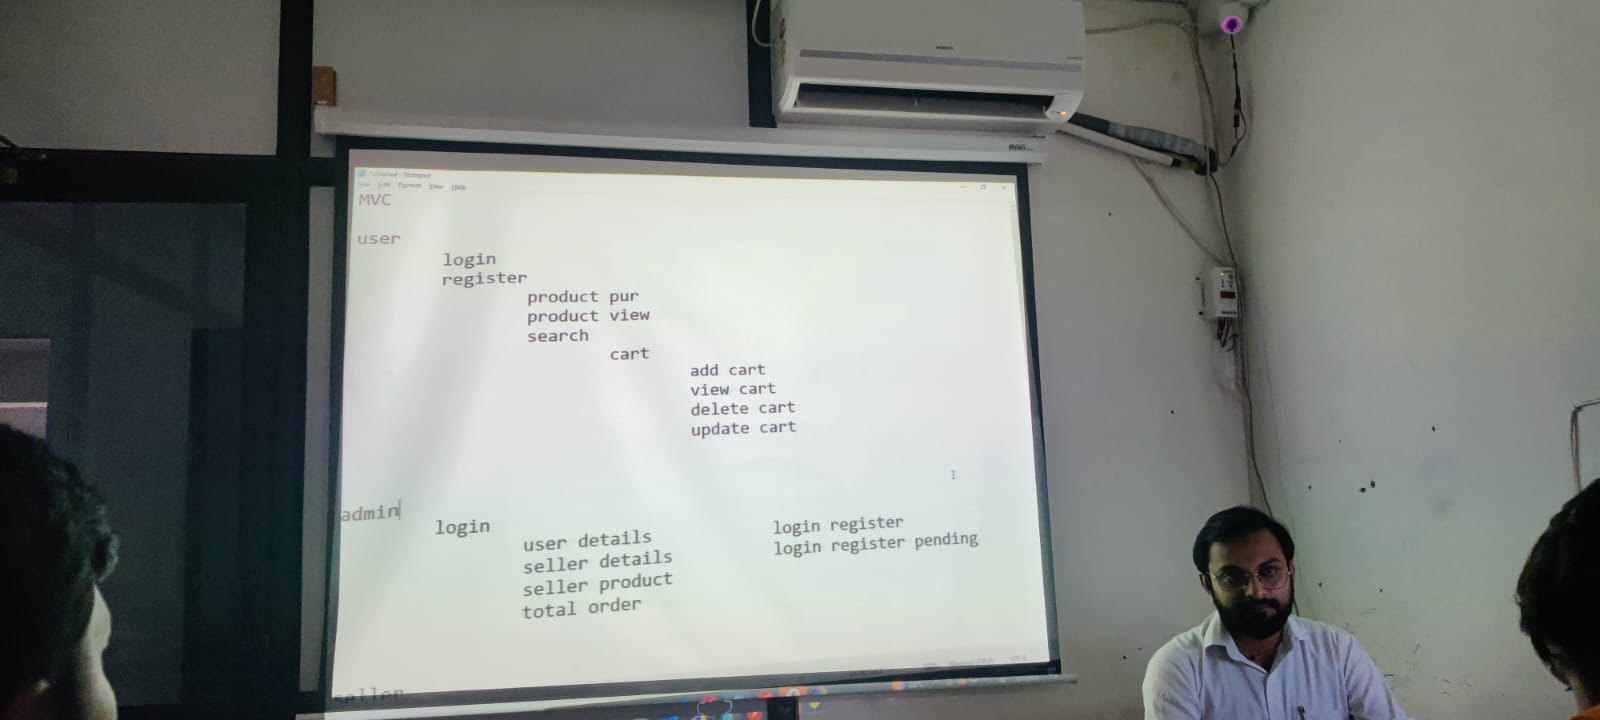 *Untitled - Notepad
File Edit Format View Help
MVC
user
login
register
product pur
product view
search
cart
add cart
view cart
delete cart
update cart
admin
login
user details login register
seller details login register pending
seller product
total order
seller